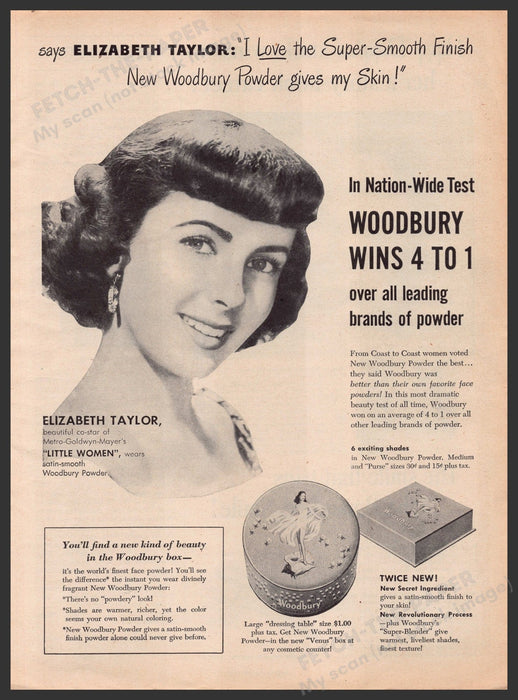 says ELIZABETH TAYLOR: "I Love the Super-Smooth Finish
New Woodbury Powder gives my Skin!"
In Nation-Wide Test
WOODBURY
WINS 4 TO 1
over all leading
brands of powder
From Coast to Coast women voted
New Woodbury Powder the best...
they said Woodbury was
better than their own favorite face
powders! In this most dramatic
beauty test of all time, Woodbury
won on an average of 4 to 1 over all
other leading brands of powder.
6 exciting shades
in New Woodbury Powder. Medium
and "Purse" sizes 30¢ and 15¢ plus tax.
ELIZABETH TAYLOR,
beautiful co-star of
Metro-Goldwyn-Mayer's
"LITTLE WOMEN", wears
satin-smooth
Woodbury Powder.
You'll find a new kind of beauty
in the Woodbury box—
It's the world's finest face powder! You'll see
the difference* the instant you wear divinely
fragrant New Woodbury Powder:
*There's no "powdery" look!
*Shades are warmer, richer, yet the color
seems your own natural coloring.
*New Woodbury Powder gives a satin-smooth
finish powder alone could never give before.
Woodbury
Large "dressing table" size $1.00
plus tax. Get New Woodbury
Powder—in the new "Venus" box at
any cosmetic counter!
WOODBURY
TWICE NEW!
New Secret Ingredient
gives a satin-smooth finish to
your skin!
New Revolutionary Process
—plus Woodbury's
"Super-Blender" give
warmest, liveliest shades,
finest texture!
FETCH-THE-PAPER
My scan (not actual image)